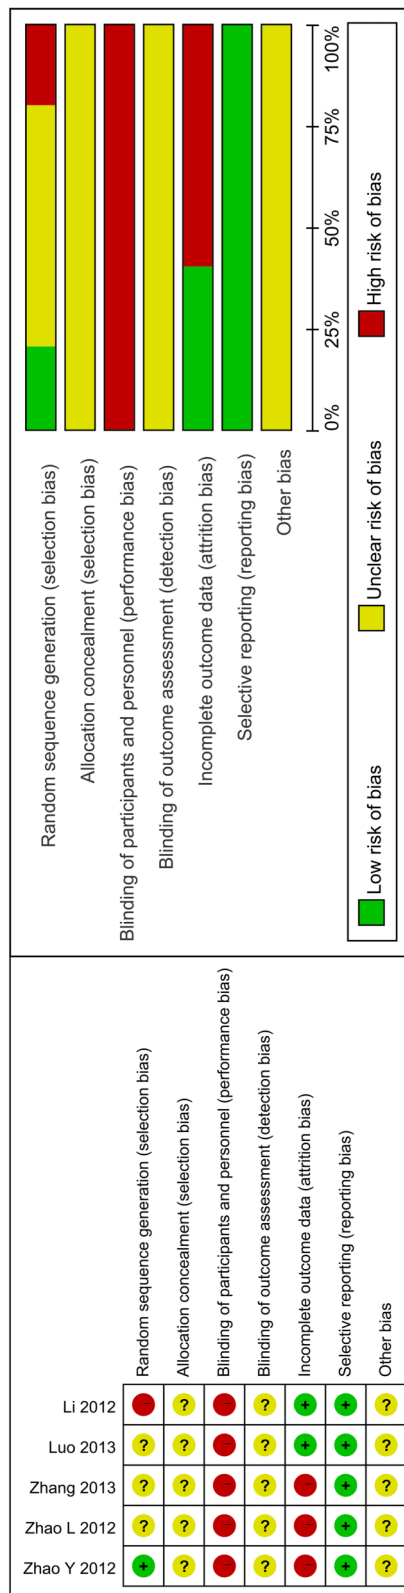 Random sequence generation (selection bias)
Allocation concealment (selection bias)
Blinding of participants and personnel (performance bias)
Blinding of outcome assessment (detection bias)
Incomplete outcome data (attrition bias)
Selective reporting (reporting bias)
Other bias
Li 2012 - ? - ? + + ?
Luo 2013 ? ? - ? + + ?
Zhang 2013 ? ? - ? - + ?
Zhao L 2012 ? ? - ? - + ?
Zhao Y 2012 + ? - ? - + ?
Random sequence generation (selection bias)
Allocation concealment (selection bias)
Blinding of participants and personnel (performance bias)
Blinding of outcome assessment (detection bias)
Incomplete outcome data (attrition bias)
Selective reporting (reporting bias)
Other bias
0% 25% 50% 75% 100%
Low risk of bias Unclear risk of bias High risk of bias